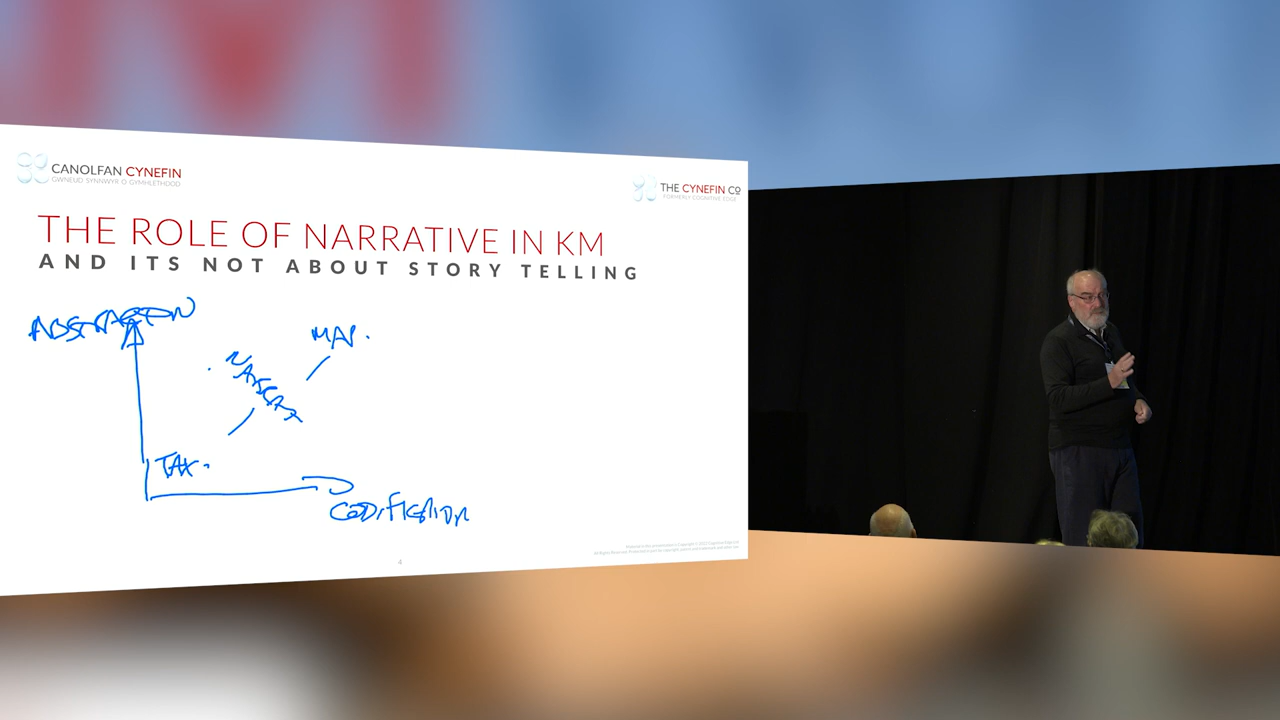 CANOLFAN CYNEFIN
GWNEUD SYNNWYR O GYMHLETHDOD
THE CYNEFIN CO
FORMERLY COGNITIVE EDGE
THE ROLE OF NARRATIVE IN KM
AND ITS NOT ABOUT STORY TELLING
ABSTRACTION
MAP.
TAX.
CODIFICATION
4